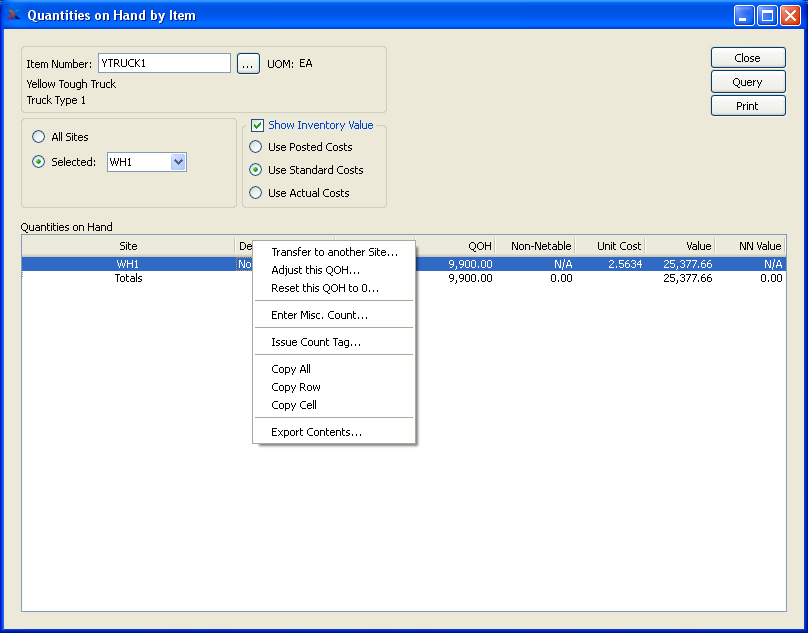 Quantities on Hand by Item
Item Number: YTRUCK1 ... UOM: EA
Yellow Tough Truck
Truck Type 1
Close
Query
Print
All Sites
Selected: WH1
Show Inventory Value
Use Posted Costs
Use Standard Costs
Use Actual Costs
Quantities on Hand
Site De QOH Non-Netable Unit Cost Value NN Value
WH1 No 9,900.00 N/A 2.5634 25,377.66 N/A
Totals 9,900.00 0.00 25,377.66 0.00
Transfer to another Site...
Adjust this QOH...
Reset this QOH to 0...
Enter Misc. Count...
Issue Count Tag...
Copy All
Copy Row
Copy Cell
Export Contents...